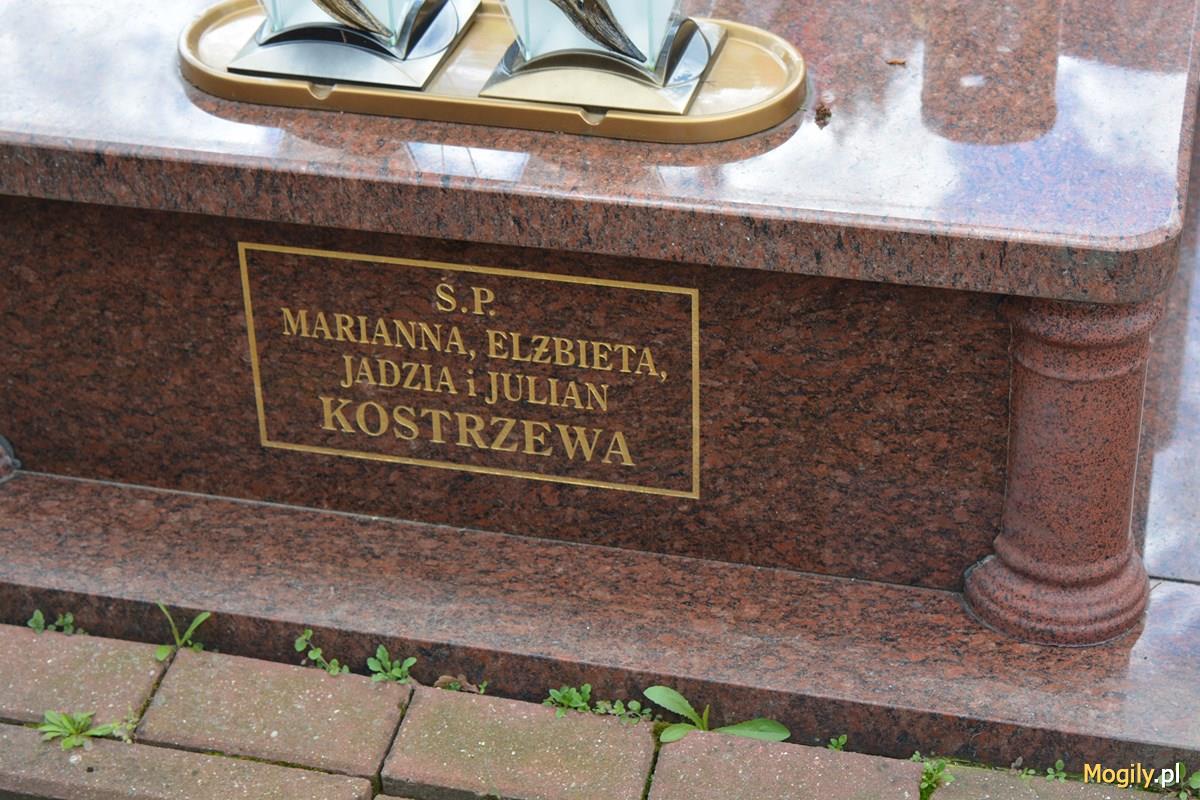 Ś.P.
MARIANNA, ELŻBIETA,
JADZIA i JULIAN
KOSTRZEWA
Mogily.pl